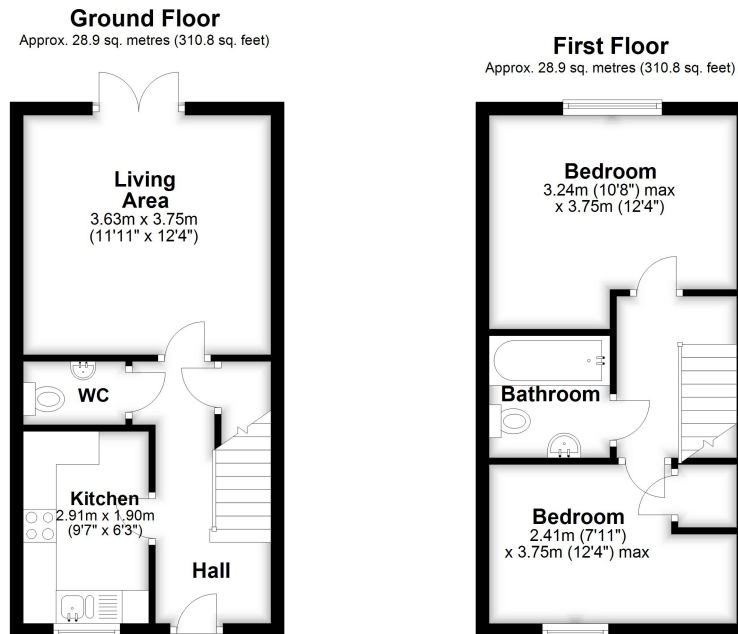 Ground Floor
Approx. 28.9 sq. metres (310.8 sq. feet)
Living
Area
3.63m x 3.75m
(11'11" x 12'4")
WC
Kitchen
2.91m x 1.90m
(9'7" x 6'3")
Hall
First Floor
Approx. 28.9 sq. metres (310.8 sq. feet)
Bedroom
3.24m (10'8") max
x 3.75m (12'4")
Bathroom
Bedroom
2.41m (7'11")
x 3.75m (12'4") max